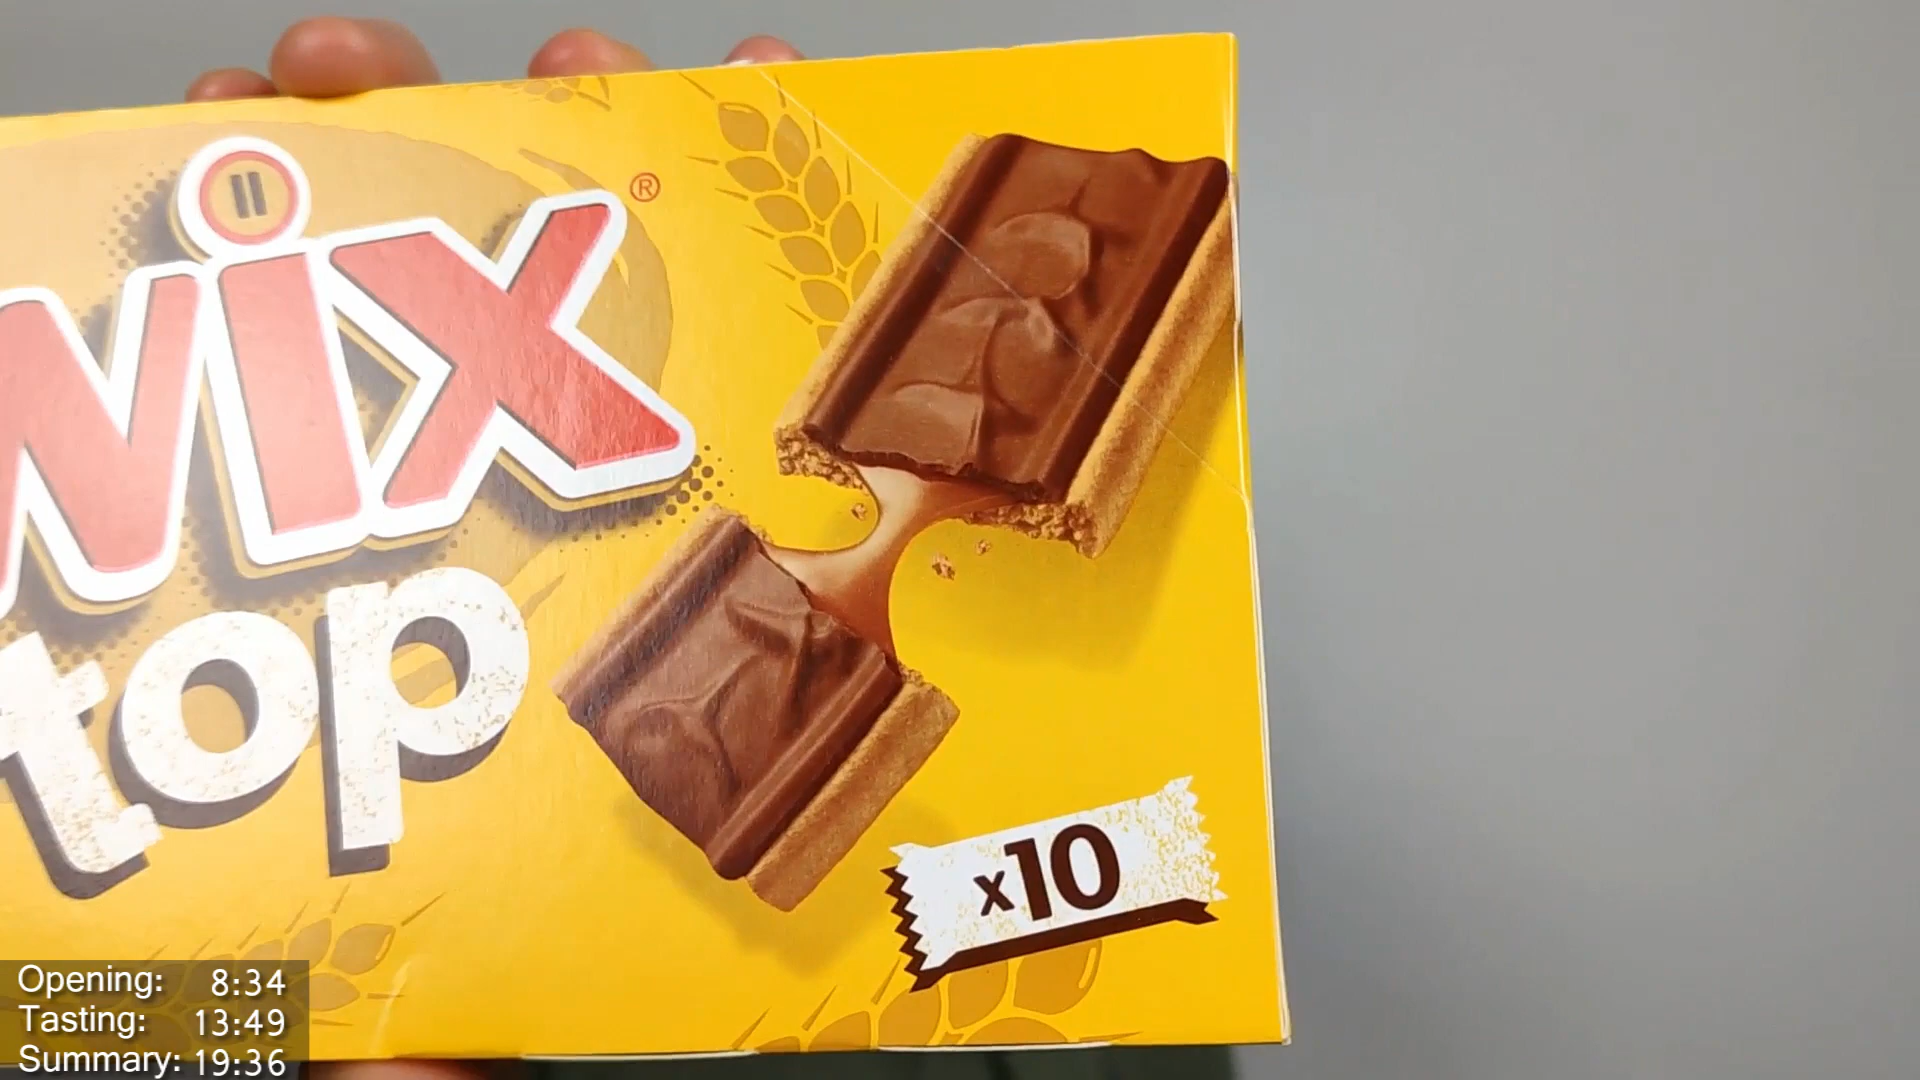 wix®
top
x10
Opening: 8:34
Tasting: 13:49
Summary: 19:36